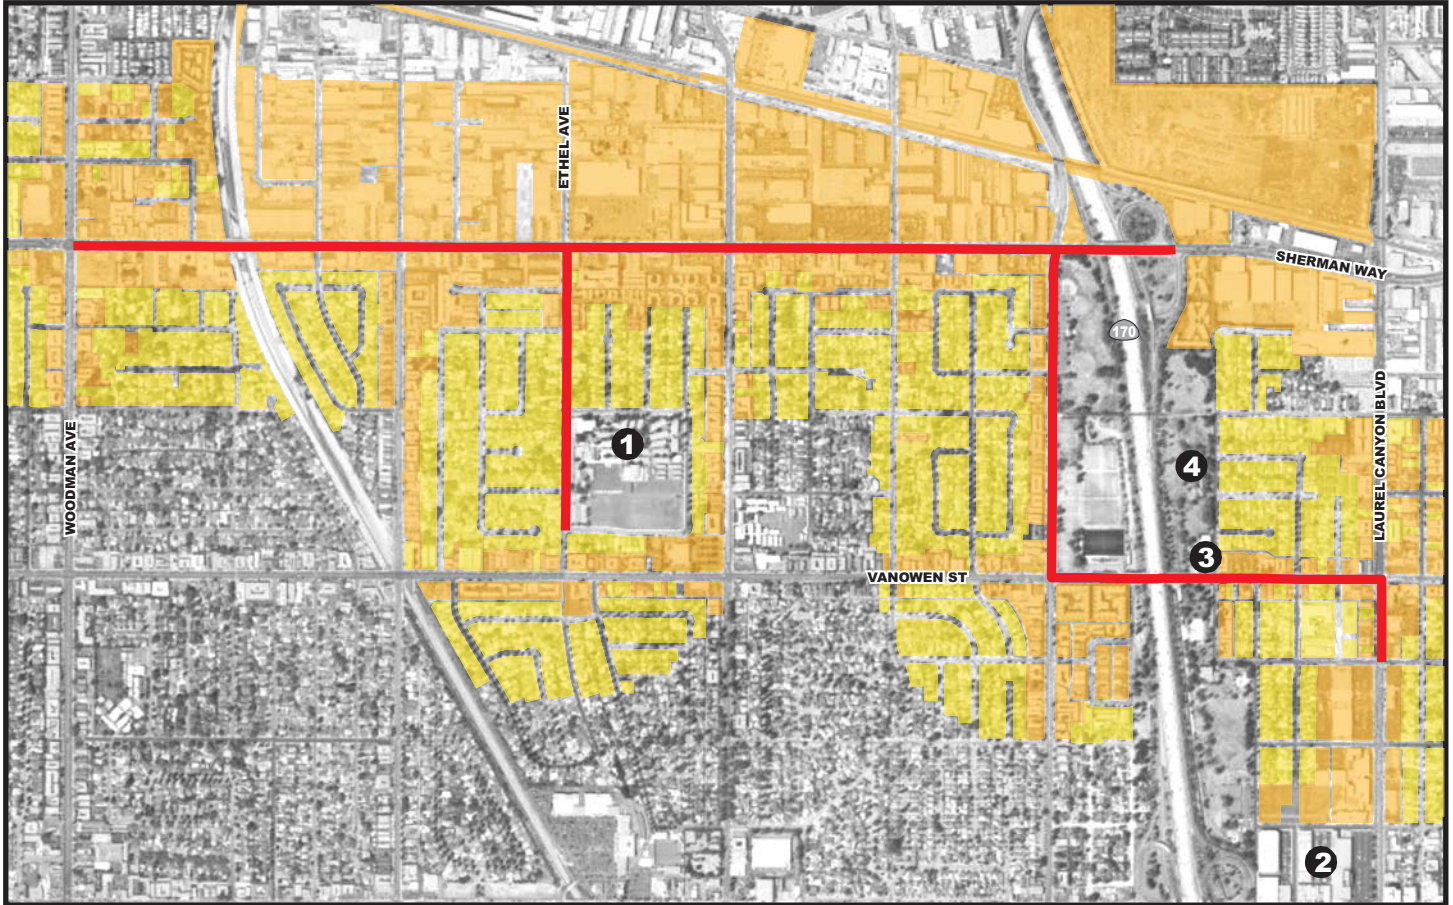 ETHEL AVE
SHERMAN WAY
170
LAUREL CANYON BLVD
WOODMAN AVE
1
4
3
VANOWEN ST
2